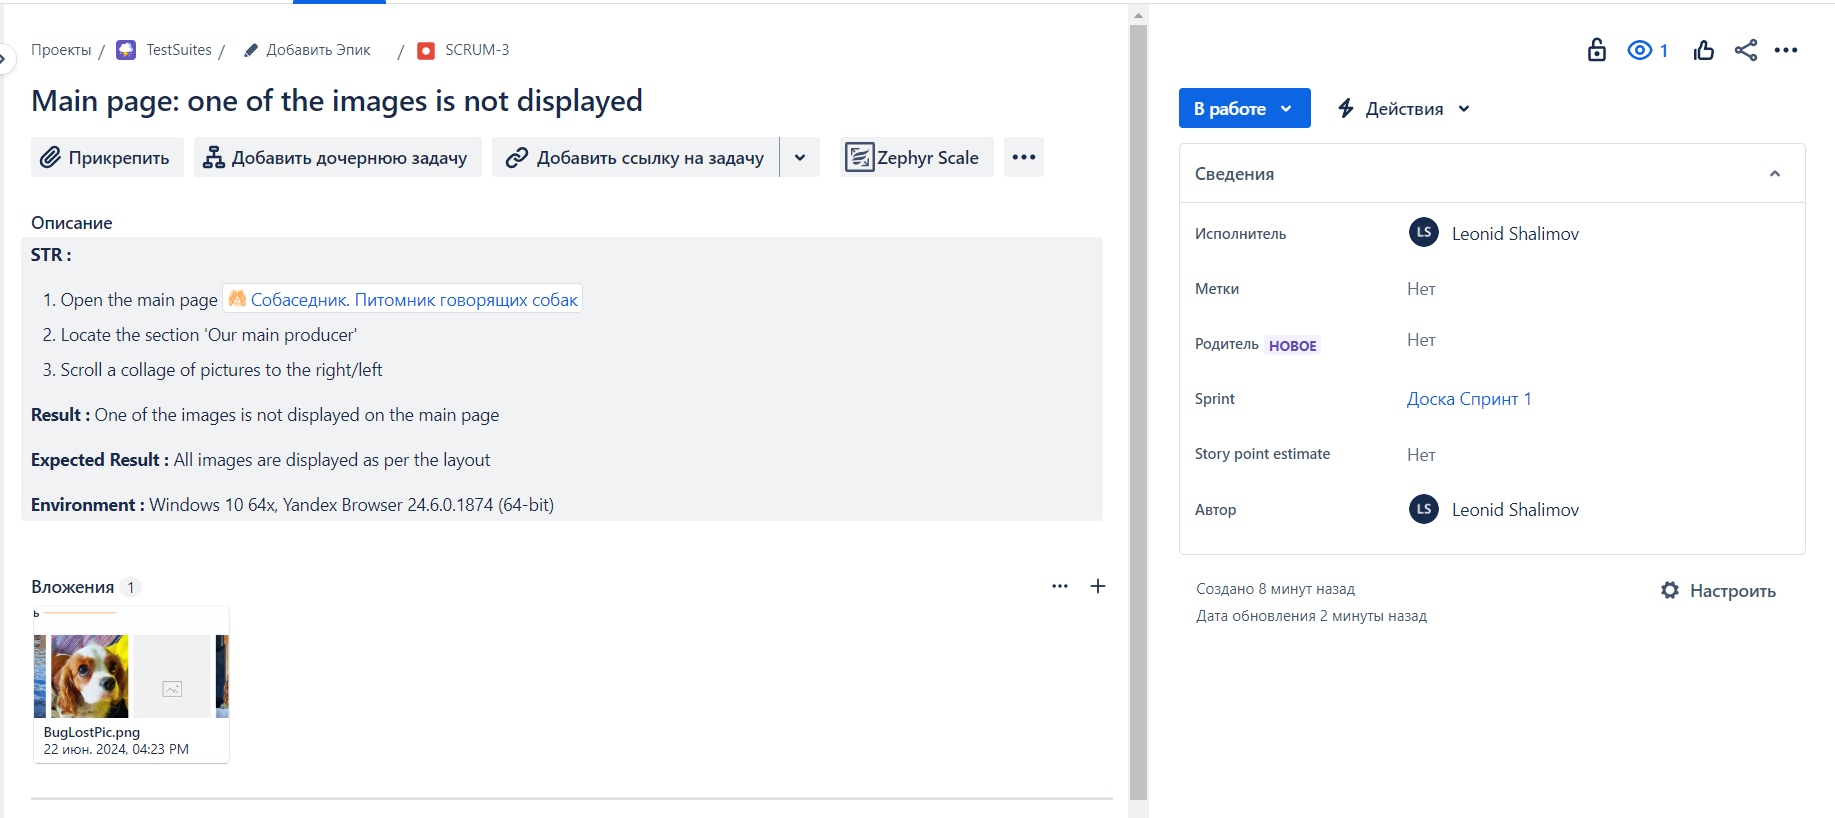 Проекты / TestSuites / Добавить Эпик / SCRUM-3
Main page: one of the images is not displayed
Прикрепить Добавить дочернюю задачу Добавить ссылку на задачу Zephyr Scale
Описание
STR :
1. Open the main page Собаседник. Питомник говорящих собак
2. Locate the section 'Our main producer'
3. Scroll a collage of pictures to the right/left
Result : One of the images is not displayed on the main page
Expected Result : All images are displayed as per the layout
Environment : Windows 10 64x, Yandex Browser 24.6.0.1874 (64-bit)
Вложения 1
ь
BugLostPic.png
22 июн. 2024, 04:23 PM
1
В работе Действия
Сведения
Исполнитель LS Leonid Shalimov
Метки Нет
Родитель НОВОЕ Нет
Sprint Доска Спринт 1
Story point estimate Нет
Автор LS Leonid Shalimov
Создано 8 минут назад
Дата обновления 2 минуты назад
Настроить